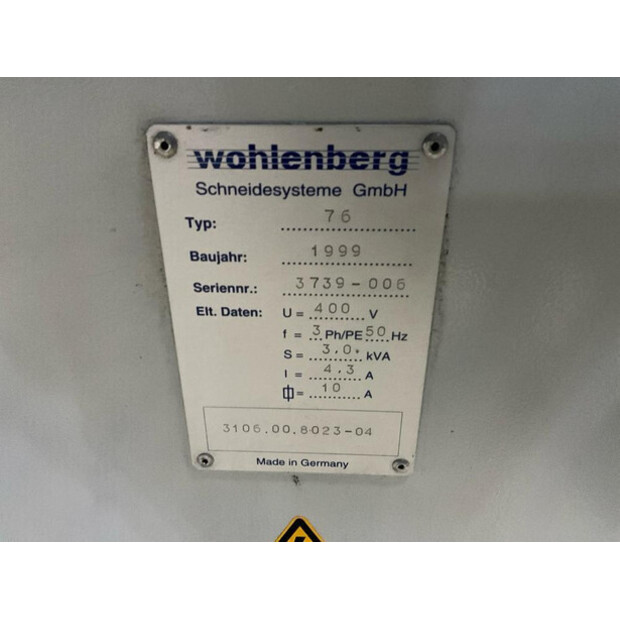 wohlenberg
Schneidesysteme GmbH
Typ: 76
Baujahr: 1999
Seriennr.: 3739-006
Elt. Daten: U = 400 V
f = 3 Ph/PE 50 Hz
S = 3.0 kVA
I = 4.3 A
= 10 A
3106.00.8023-04
Made in Germany